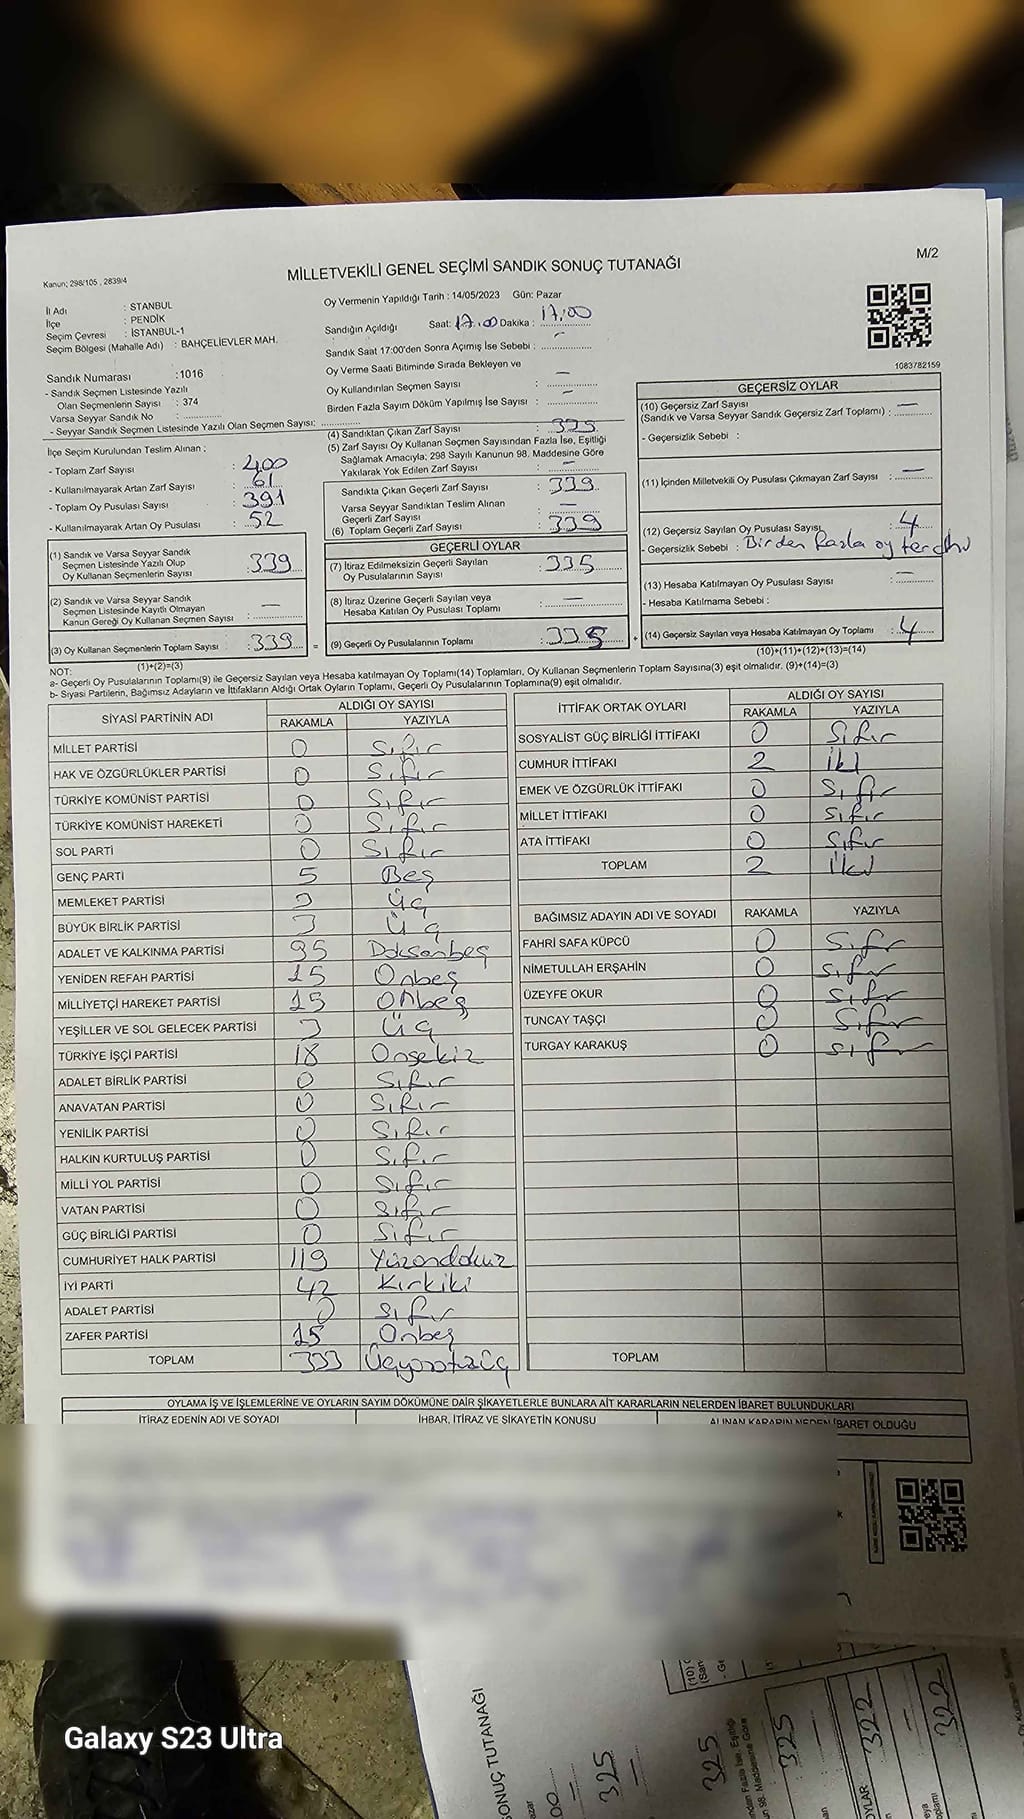 M/2
Kanun; 298/105 , 2839/4
MİLLETVEKİLİ GENEL SEÇİMİ SANDIK SONUÇ TUTANAĞI
İl Adı : STANBUL
İlçe : PENDİK
Seçim Çevresi : İSTANBUL-1
Seçim Bölgesi (Mahalle Adı) : BAHÇELİEVLER MAH.
Sandık Numarası :1016
- Sandık Seçmen Listesinde Yazılı
Olan Seçmenlerin Sayısı : 374
Varsa Seyyar Sandık No :
- Seyyar Sandık Seçmen Listesinde Yazılı Olan Seçmen Sayısı:
Oy Vermenin Yapıldığı Tarih : 14/05/2023 Gün: Pazar
Sandığın Açıldığı Saat: 17.00 Dakika : 17:00
Sandık Saat 17:00'den Sonra Açımış İse Sebebi : –
Oy Verme Saati Bitiminde Sırada Bekleyen ve
Oy Kullandırılan Seçmen Sayısı : —
Birden Fazla Sayım Döküm Yapılmış İse Sayısı : –
1083782159
İlçe Seçim Kurulundan Teslim Alınan :
- Toplam Zarf Sayısı : 400
- Kullanılmayarak Artan Zarf Sayısı : 61
- Toplam Oy Pusulası Sayısı : 391
- Kullanılmayarak Artan Oy Pusulası : 52
(1) Sandık ve Varsa Seyyar Sandık
Seçmen Listesinde Yazılı Olup
Oy Kullanan Seçmenlerin Sayısı : 339
(2) Sandık ve Varsa Seyyar Sandık
Seçmen Listesinde Kayıtlı Olmayan
Kanun Gereği Oy Kullanan Seçmen Sayısı : —
(3) Oy Kullanan Seçmenlerin Toplam Sayısı : 339 =
(1)+(2)=(3)
(4) Sandıktan Çıkan Zarf Sayısı : 325
(5) Zarf Sayısı Oy Kullanan Seçmen Sayısından Fazla İse, Eşitliği
Sağlamak Amacıyla; 298 Sayılı Kanunun 98. Maddesine Göre
Yakılarak Yok Edilen Zarf Sayısı : –
Sandıkta Çıkan Geçerli Zarf Sayısı : 339
Varsa Seyyar Sandıktan Teslim Alınan
Geçerli Zarf Sayısı : —
(6) Toplam Geçerli Zarf Sayısı : 339
GEÇERLİ OYLAR
(7) İtiraz Edilmeksizin Geçerli Sayılan
Oy Pusulalarının Sayısı : 335
(8) İtiraz Üzerine Geçerli Sayılan veya
Hesaba Katılan Oy Pusulası Toplamı : —
(9) Geçerli Oy Pusulalarının Toplamı : 335 +
GEÇERSİZ OYLAR
(10) Geçersiz Zarf Sayısı
(Sandık ve Varsa Seyyar Sandık Geçersiz Zarf Toplamı) : —
- Geçersizlik Sebebi :
(11) İçinden Milletvekili Oy Pusulası Çıkmayan Zarf Sayısı : —
(12) Geçersiz Sayılan Oy Pusulası Sayısı : 4
- Geçersizlik Sebebi : Birden fazla oy tercihi
(13) Hesaba Katılmayan Oy Pusulası Sayısı : —
- Hesaba Katılmama Sebebi :
(14) Geçersiz Sayılan veya Hesaba Katılmayan Oy Toplamı : 4
(10)+(11)+(12)+(13)=(14)
NOT:
a- Geçerli Oy Pusulalarının Toplamı(9) ile Geçersiz Sayılan veya Hesaba katılmayan Oy Toplamı(14) Toplamları, Oy Kullanan Seçmenlerin Toplam Sayısına(3) eşit olmalıdır. (9)+(14)=(3)
b- Siyasi Partilerin, Bağımsız Adayların ve İttifakların Aldığı Ortak Oyların Toplamı, Geçerli Oy Pusulalarının Toplamına(9) eşit olmalıdır.
SİYASİ PARTİNİN ADI ALDIĞI OY SAYISI
RAKAMLA YAZIYLA
MİLLET PARTİSİ 0 Sıfır
HAK VE ÖZGÜRLÜKLER PARTİSİ 0 Sıfır
TÜRKİYE KOMÜNİST PARTİSİ 0 Sıfır
TÜRKİYE KOMÜNİST HAREKETİ 0 Sıfır
SOL PARTİ 0 Sıfır
GENÇ PARTİ 5 Beş
MEMLEKET PARTİSİ 3 Üç
BÜYÜK BİRLİK PARTİSİ 3 Üç
ADALET VE KALKINMA PARTİSİ 95 Doksanbeş
YENİDEN REFAH PARTİSİ 15 Onbeş
MİLLİYETÇİ HAREKET PARTİSİ 15 Onbeş
YEŞİLLER VE SOL GELECEK PARTİSİ 3 Üç
TÜRKİYE İŞÇİ PARTİSİ 18 Onsekiz
ADALET BİRLİK PARTİSİ 0 Sıfır
ANAVATAN PARTİSİ 0 Sıfır
YENİLİK PARTİSİ 0 Sıfır
HALKIN KURTULUŞ PARTİSİ 0 Sıfır
MİLLİ YOL PARTİSİ 0 Sıfır
VATAN PARTİSİ 0 Sıfır
GÜÇ BİRLİĞİ PARTİSİ 0 Sıfır
CUMHURİYET HALK PARTİSİ 119 Yüzondokuz
İYİ PARTİ 42 Kırkiki
ADALET PARTİSİ 0 Sıfır
ZAFER PARTİSİ 15 Onbeş
TOPLAM 333 Üçyüzotuzüç
İTTİFAK ORTAK OYLARI ALDIĞI OY SAYISI
RAKAMLA YAZIYLA
SOSYALİST GÜÇ BİRLİĞİ İTTİFAKI 0 Sıfır
CUMHUR İTTİFAKI 2 İki
EMEK VE ÖZGÜRLÜK İTTİFAKI 0 Sıfır
MİLLET İTTİFAKI 0 Sıfır
ATA İTTİFAKI 0 Sıfır
TOPLAM 2 İki
BAĞIMSIZ ADAYIN ADI VE SOYADI RAKAMLA YAZIYLA
FAHRİ SAFA KÜPCÜ 0 Sıfır
NİMETULLAH ERŞAHİN 0 Sıfır
ÜZEYFE OKUR 0 Sıfır
TUNCAY TAŞÇI 0 Sıfır
TURGAY KARAKUŞ 0 Sıfır
TOPLAM
OYLAMA İŞ VE İŞLEMLERİNE VE OYLARIN SAYIM DÖKÜMÜNE DAİR ŞİKAYETLERLE BUNLARA AİT KARARLARIN NELERDEN İBARET BULUNDUKLARI
İTİRAZ EDENİN ADI VE SOYADI İHBAR, İTİRAZ VE ŞİKAYETİN KONUSU ALINAN KARARIN NEDEN İBARET OLDUĞU
SONUÇ TUTANAĞI
325
325
325
322
322
Galaxy S23 Ultra